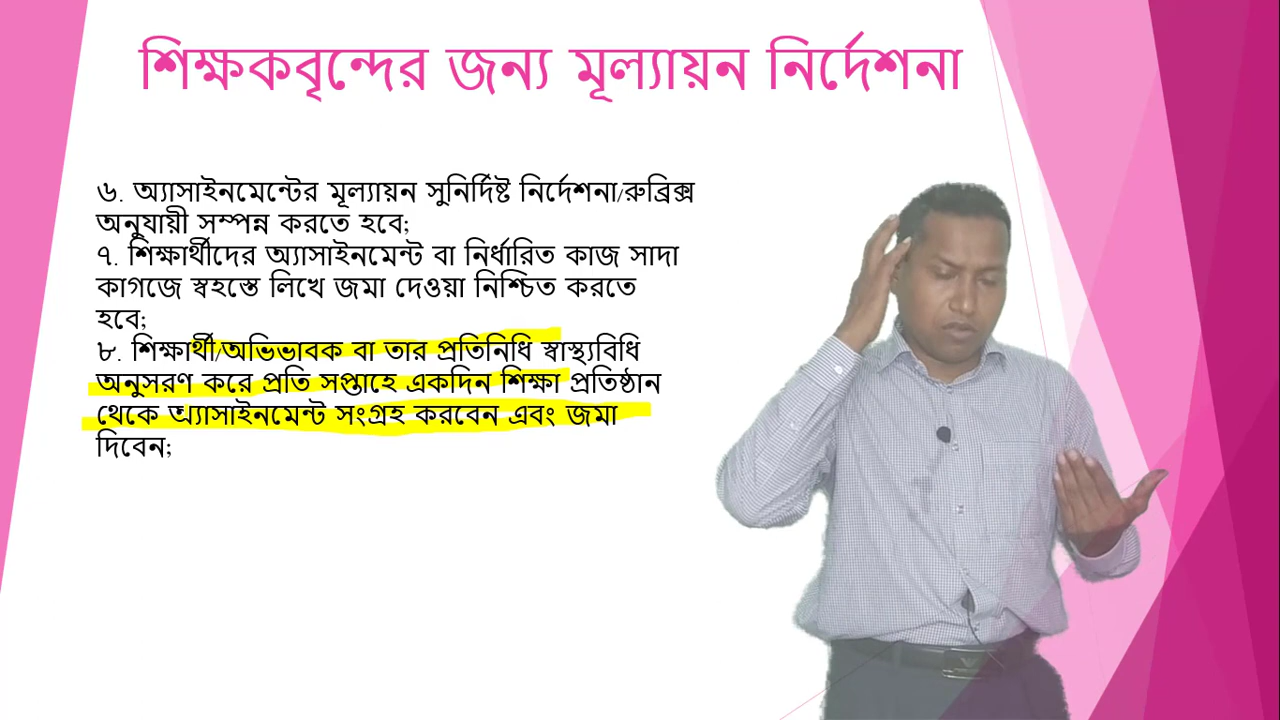 শিক্ষকবৃন্দের জন্য মূল্যায়ন নির্দেশনা
৬. অ্যাসাইনমেন্টের মূল্যায়ন সুনির্দিষ্ট নির্দেশনা/রুব্রিক্স
অনুযায়ী সম্পন্ন করতে হবে;
৭. শিক্ষার্থীদের অ্যাসাইনমেন্ট বা নির্ধারিত কাজ সাদা
কাগজে স্বহস্তে লিখে জমা দেওয়া নিশ্চিত করতে
হবে;
৮. শিক্ষার্থী/অভিভাবক বা তার প্রতিনিধি স্বাস্থ্যবিধি
অনুসরণ করে প্রতি সপ্তাহে একদিন শিক্ষা প্রতিষ্ঠান
থেকে অ্যাসাইনমেন্ট সংগ্রহ করবেন এবং জমা
দিবেন;